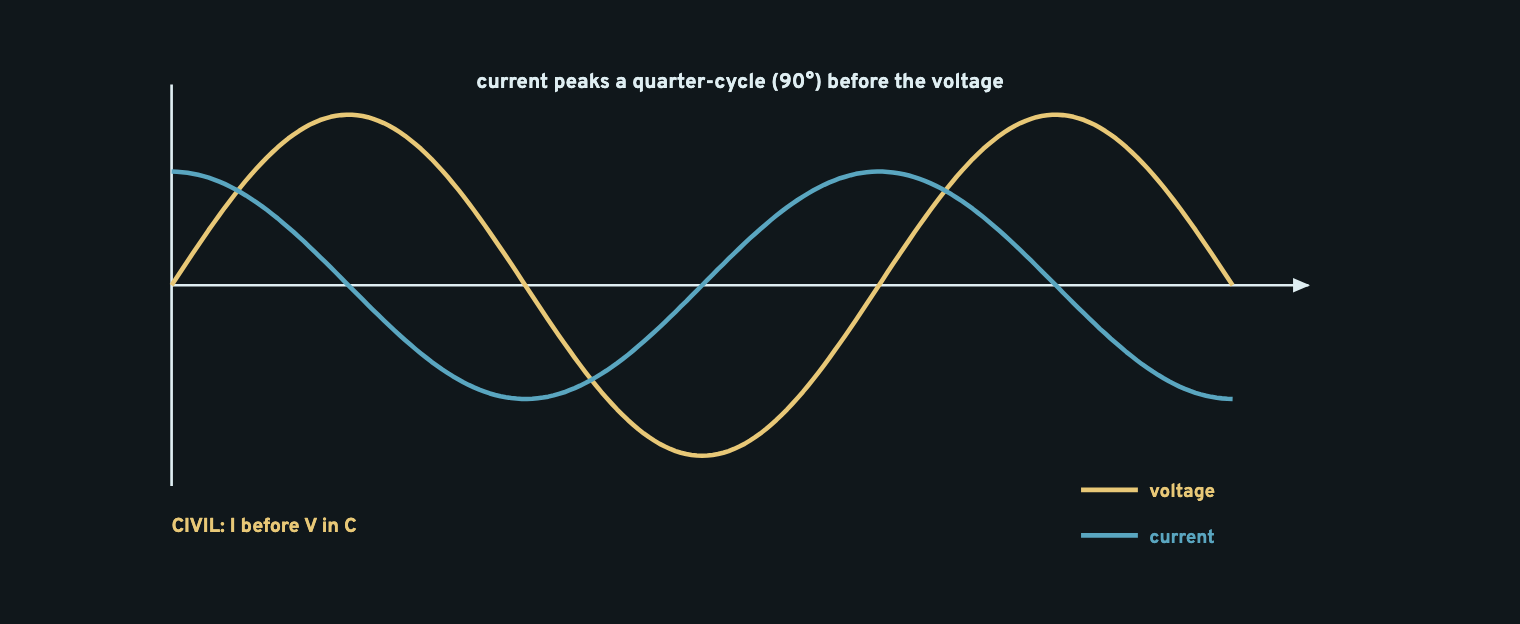 current peaks a quarter-cycle (90°) before the voltage
voltage
CIVIL: I before V in C
current